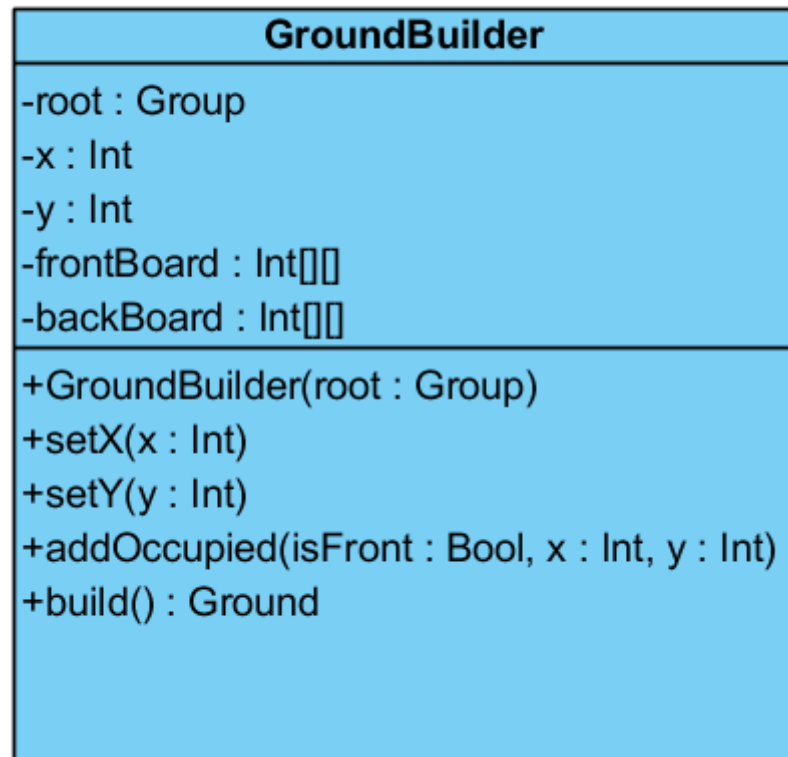 GroundBuilder
-root : Group
-x : Int
-y : Int
-frontBoard : Int[][]
-backBoard : Int[][]
+GroundBuilder(root : Group)
+setX(x : Int)
+setY(y : Int)
+addOccupied(isFront : Bool, x : Int, y : Int)
+build() : Ground